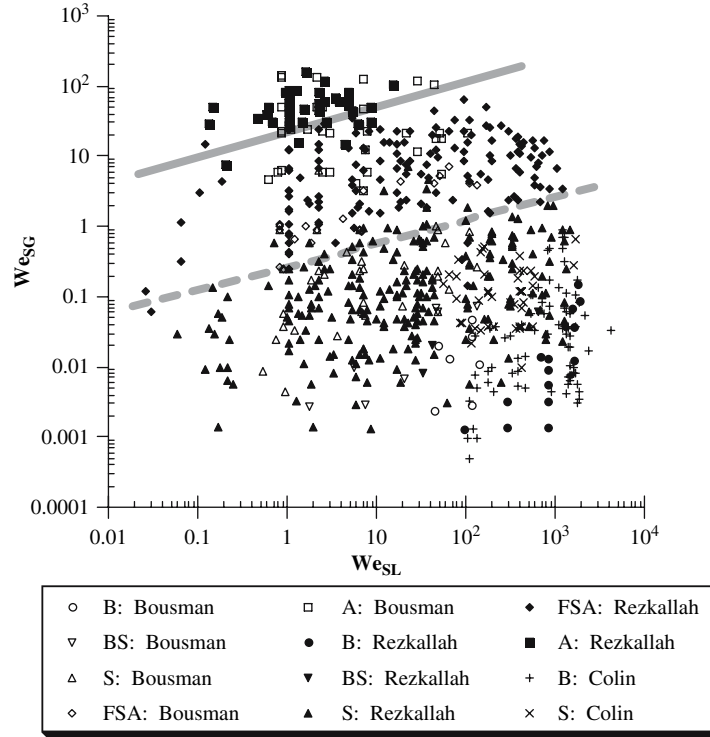 10³
10²
10
1
0.1
0.01
0.001
0.0001
We_SG
0.01 0.1 1 10 10² 10³ 10⁴
We_SL
B: Bousman A: Bousman FSA: Rezkallah
BS: Bousman B: Rezkallah A: Rezkallah
S: Bousman BS: Rezkallah B: Colin
FSA: Bousman S: Rezkallah S: Colin